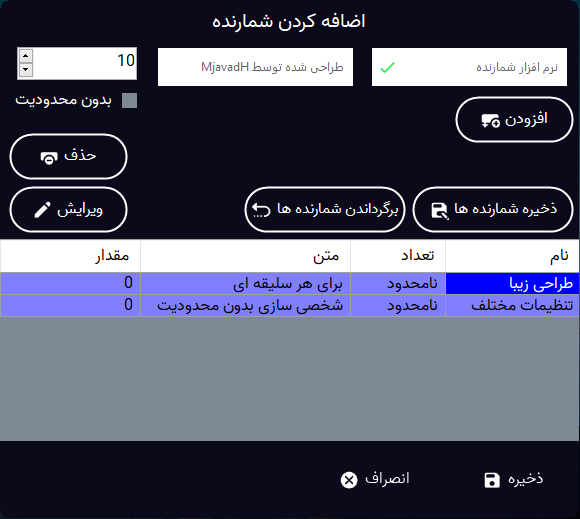 اضافه کردن شمارنده
نرم افزار شمارنده
طراحی شده توسط MjavadH
10
بدون محدودیت
افزودن
حذف
ذخیره شمارنده ها
برگرداندن شمارنده ها
ویرایش
نام تعداد متن مقدار
طراحی زیبا نامحدود برای هر سلیقه ای 0
تنظیمات مختلف نامحدود شخصی سازی بدون محدودیت 0
ذخیره
انصراف